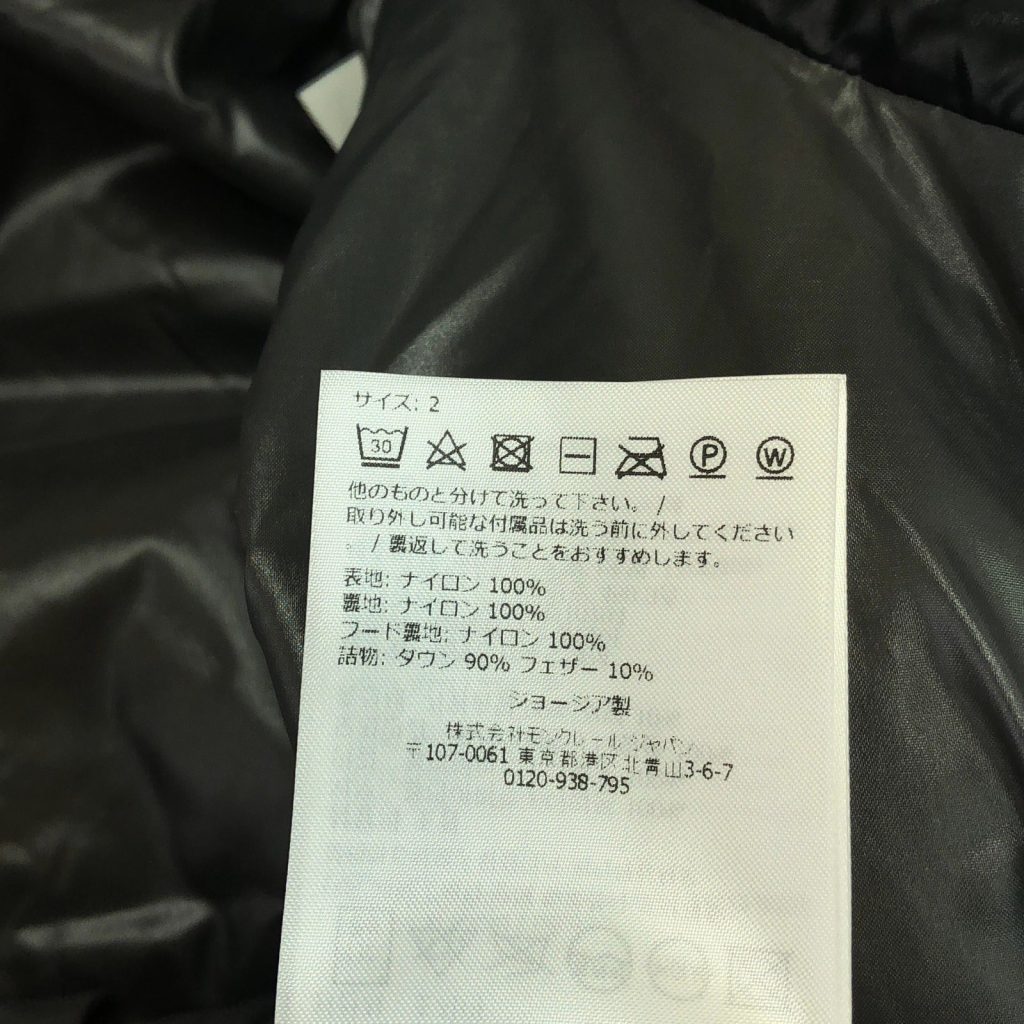 サイズ: 2
30 P W
他のものと分けて洗って下さい。 /
取り外し可能な付属品は洗う前に外してください
。 / 裏返して洗うことをおすすめします。
表地: ナイロン 100%
裏地: ナイロン 100%
フード裏地: ナイロン 100%
詰物: ダウン 90% フェザー 10%
ジョージア製
株式会社モンクレール ジャパン
〒107-0061 東京都港区北青山3-6-7
0120-938-795